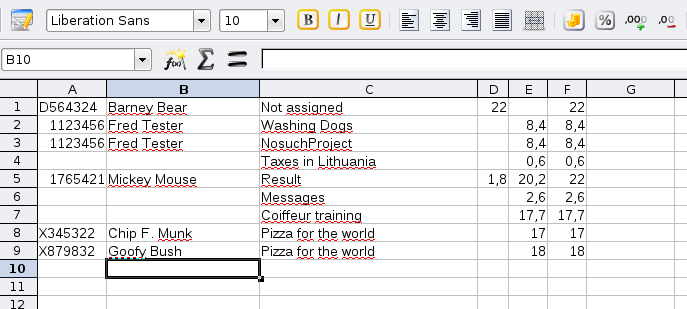 Liberation Sans 10 B I U % .000 .00
B10 f(x) Σ =
A B C D E F G
1 D564324 Barney Bear Not assigned 22 22
2 1123456 Fred Tester Washing Dogs 8,4 8,4
3 1123456 Fred Tester NosuchProject 8,4 8,4
4 Taxes in Lithuania 0,6 0,6
5 1765421 Mickey Mouse Result 1,8 20,2 22
6 Messages 2,6 2,6
7 Coiffeur training 17,7 17,7
8 X345322 Chip F. Munk Pizza for the world 17 17
9 X879832 Goofy Bush Pizza for the world 18 18
10
11
12